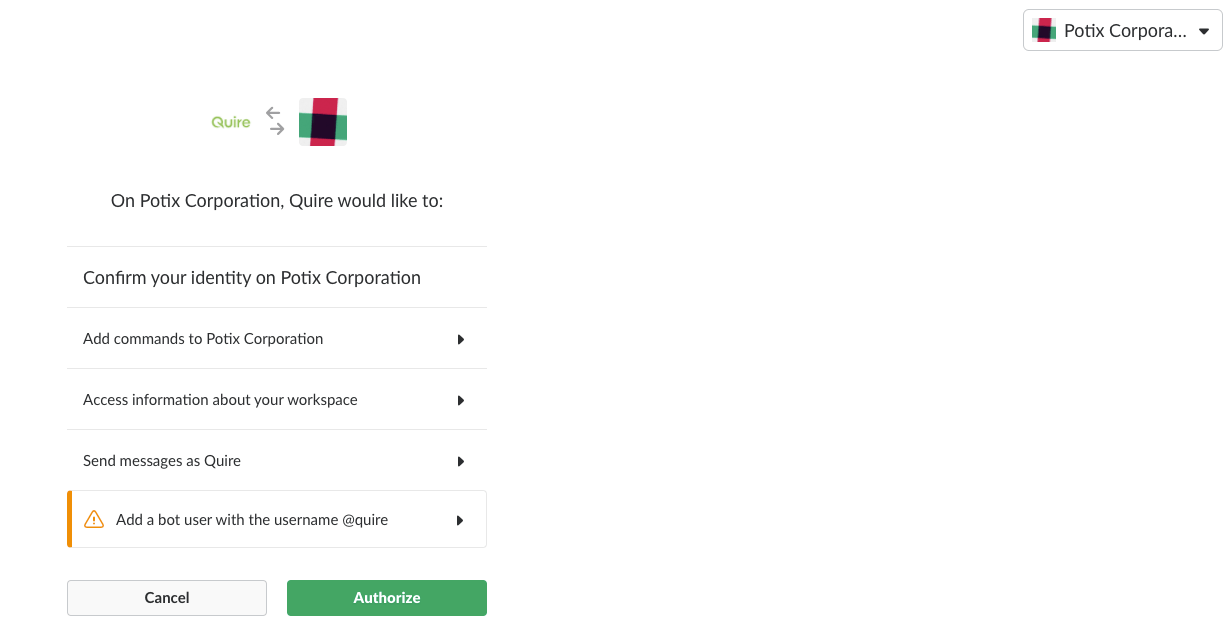 Potix Corpora...
Quire
On Potix Corporation, Quire would like to:
Confirm your identity on Potix Corporation
Add commands to Potix Corporation
Access information about your workspace
Send messages as Quire
Add a bot user with the username @quire
Cancel
Authorize